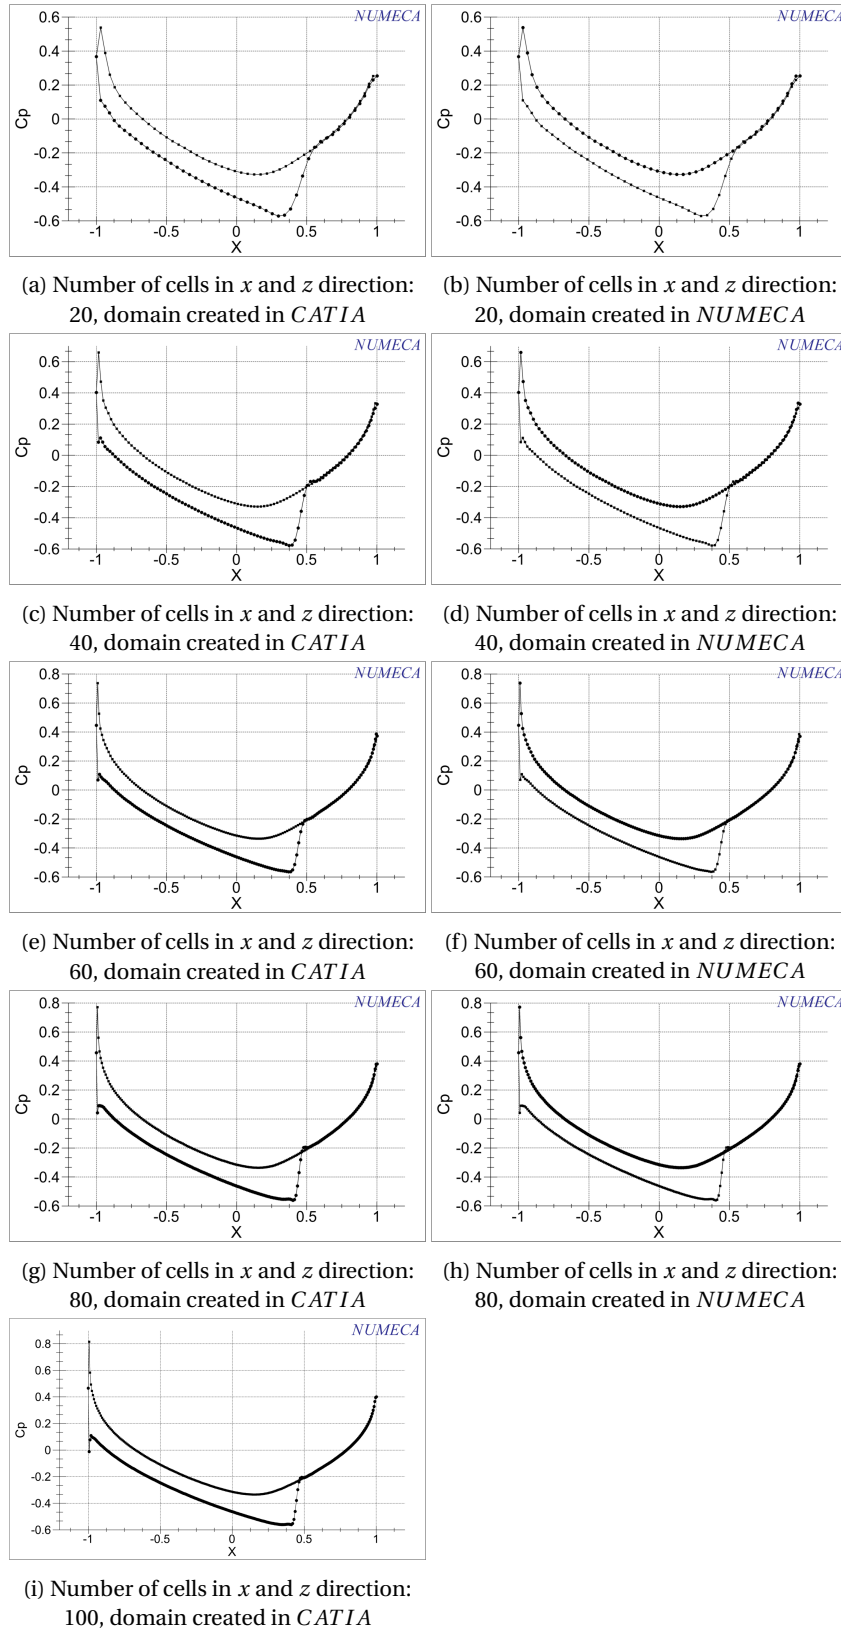 NUMECA
0.6
0.4
0.2
0
-0.2
-0.4
-0.6
Cp
-1 -0.5 0 0.5 1
X
NUMECA
0.6
0.4
0.2
0
-0.2
-0.4
-0.6
Cp
-1 -0.5 0 0.5 1
X
(a) Number of cells in x and z direction:
20, domain created in CATIA
(b) Number of cells in x and z direction:
20, domain created in NUMECA
NUMECA
0.6
0.4
0.2
0
-0.2
-0.4
-0.6
Cp
-1 -0.5 0 0.5 1
X
NUMECA
0.6
0.4
0.2
0
-0.2
-0.4
-0.6
Cp
-1 -0.5 0 0.5 1
X
(c) Number of cells in x and z direction:
40, domain created in CATIA
(d) Number of cells in x and z direction:
40, domain created in NUMECA
NUMECA
0.8
0.6
0.4
0.2
0
-0.2
-0.4
-0.6
Cp
-1 -0.5 0 0.5 1
X
NUMECA
0.8
0.6
0.4
0.2
0
-0.2
-0.4
-0.6
Cp
-1 -0.5 0 0.5 1
X
(e) Number of cells in x and z direction:
60, domain created in CATIA
(f) Number of cells in x and z direction:
60, domain created in NUMECA
NUMECA
0.8
0.6
0.4
0.2
0
-0.2
-0.4
-0.6
Cp
-1 -0.5 0 0.5 1
X
NUMECA
0.8
0.6
0.4
0.2
0
-0.2
-0.4
-0.6
Cp
-1 -0.5 0 0.5 1
X
(g) Number of cells in x and z direction:
80, domain created in CATIA
(h) Number of cells in x and z direction:
80, domain created in NUMECA
NUMECA
0.8
0.6
0.4
0.2
0
-0.2
-0.4
-0.6
Cp
-1 -0.5 0 0.5 1
X
(i) Number of cells in x and z direction:
100, domain created in CATIA